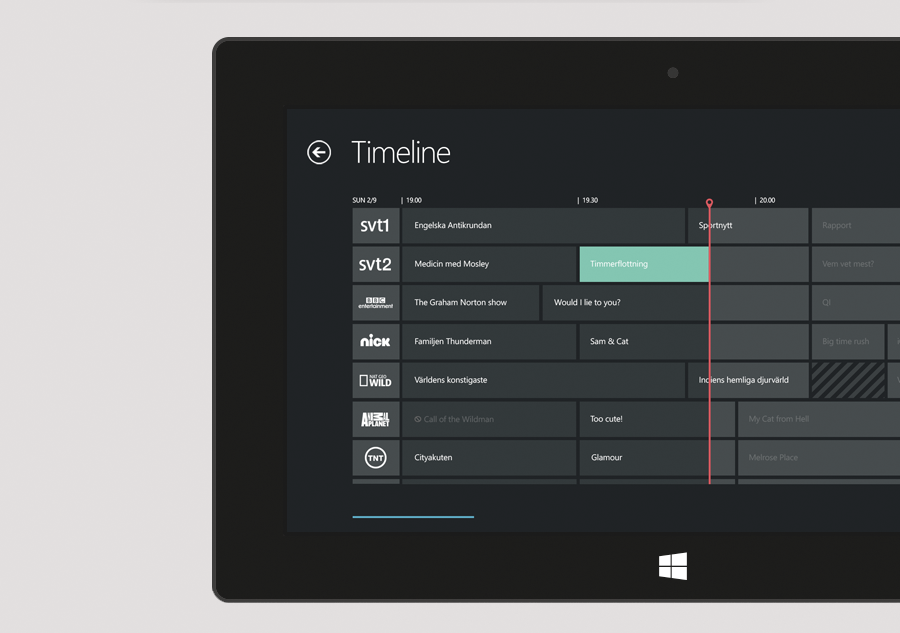 Timeline
SUN 2/9 | 19.00 | 19.30 | 20.00
svt1 Engelska Antikrundan Sportnytt Rapport
svt2 Medicin med Mosley Timmerflottning Vem vet mest?
BBC entertainment The Graham Norton show Would I lie to you? QI
nick Familjen Thunderman Sam & Cat Big time rush
NAT GEO WILD Världens konstigaste Indiens hemliga djurvärld
ANIMAL PLANET Call of the Wildman Too cute! My Cat from Hell
TNT Cityakuten Glamour Melrose Place